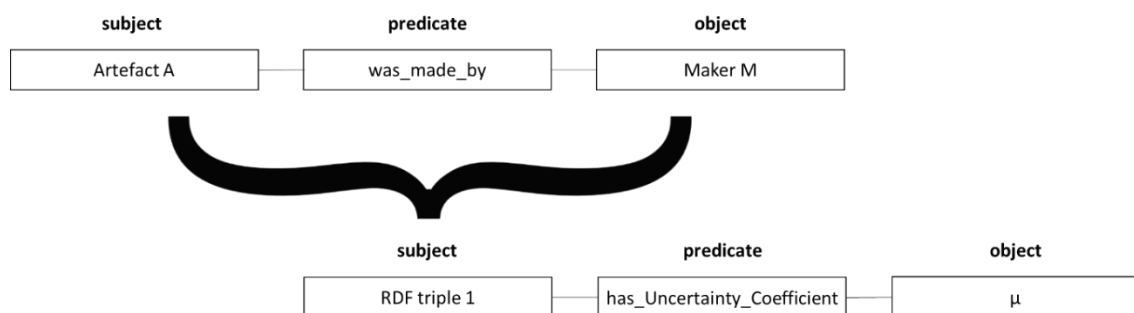 subject predicate object
Artefact A was_made_by Maker M
subject predicate object
RDF triple 1 has_Uncertainty_Coefficient μ